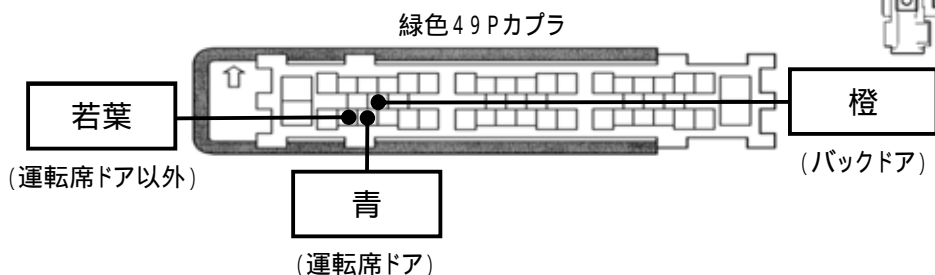 緑色49Pカプラ
若葉
(運転席ドア以外)
青
(運転席ドア)
橙
(バックドア)